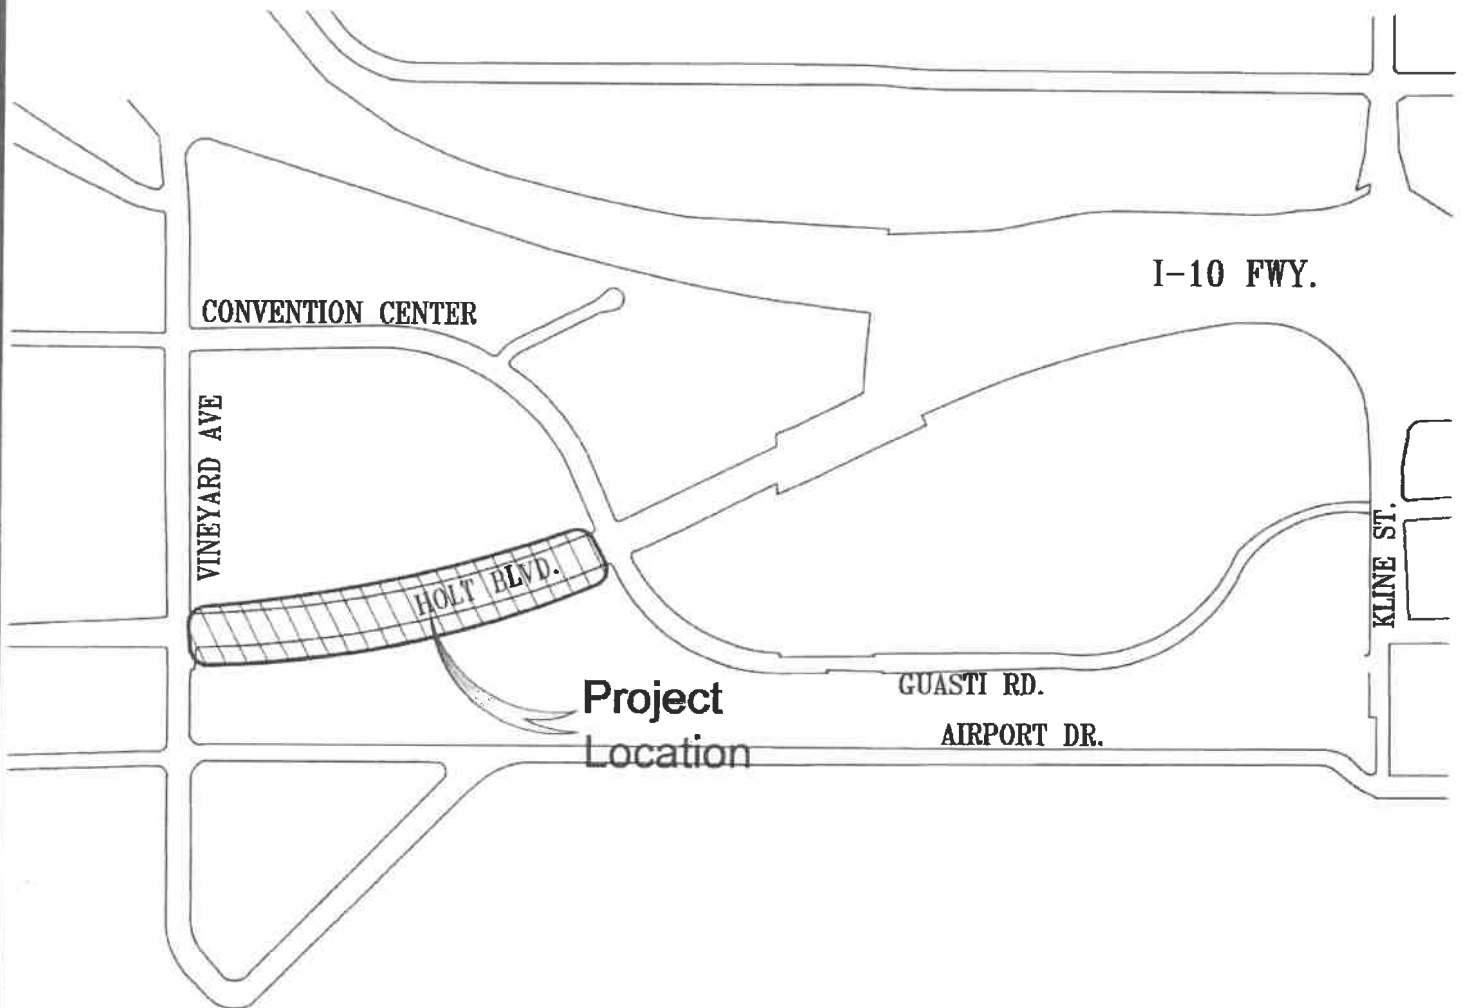 I-10 FWY.
CONVENTION CENTER
VINEYARD AVE
HOLT BLVD.
KLINE ST.
GUASTI RD.
Project
Location
AIRPORT DR.